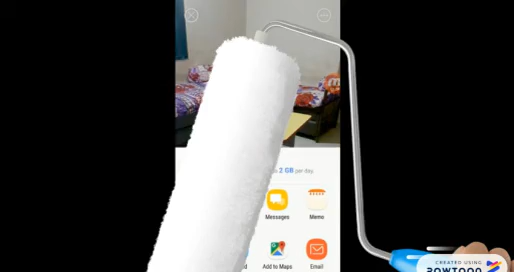 2 GB per day.
Messages
Memo
Add to Maps
Email
CREATED USING
POWTOON